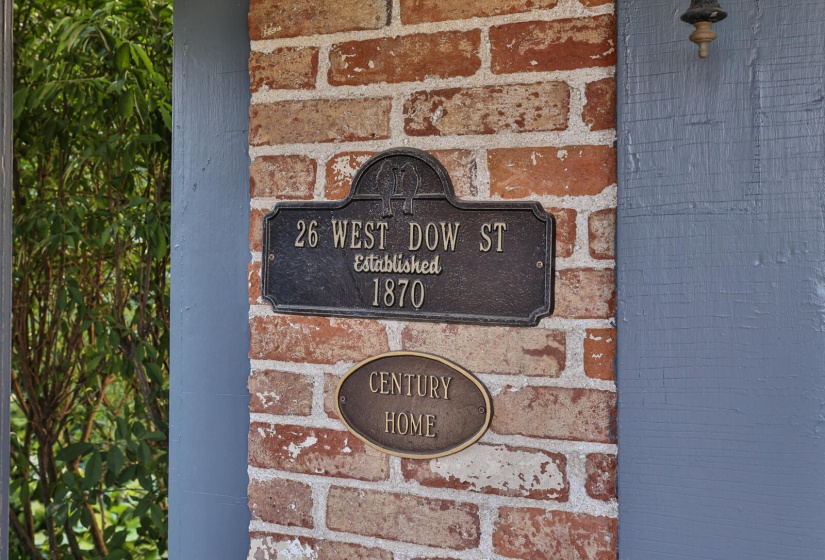 26 WEST DOW ST
Established
1870
CENTURY
HOME